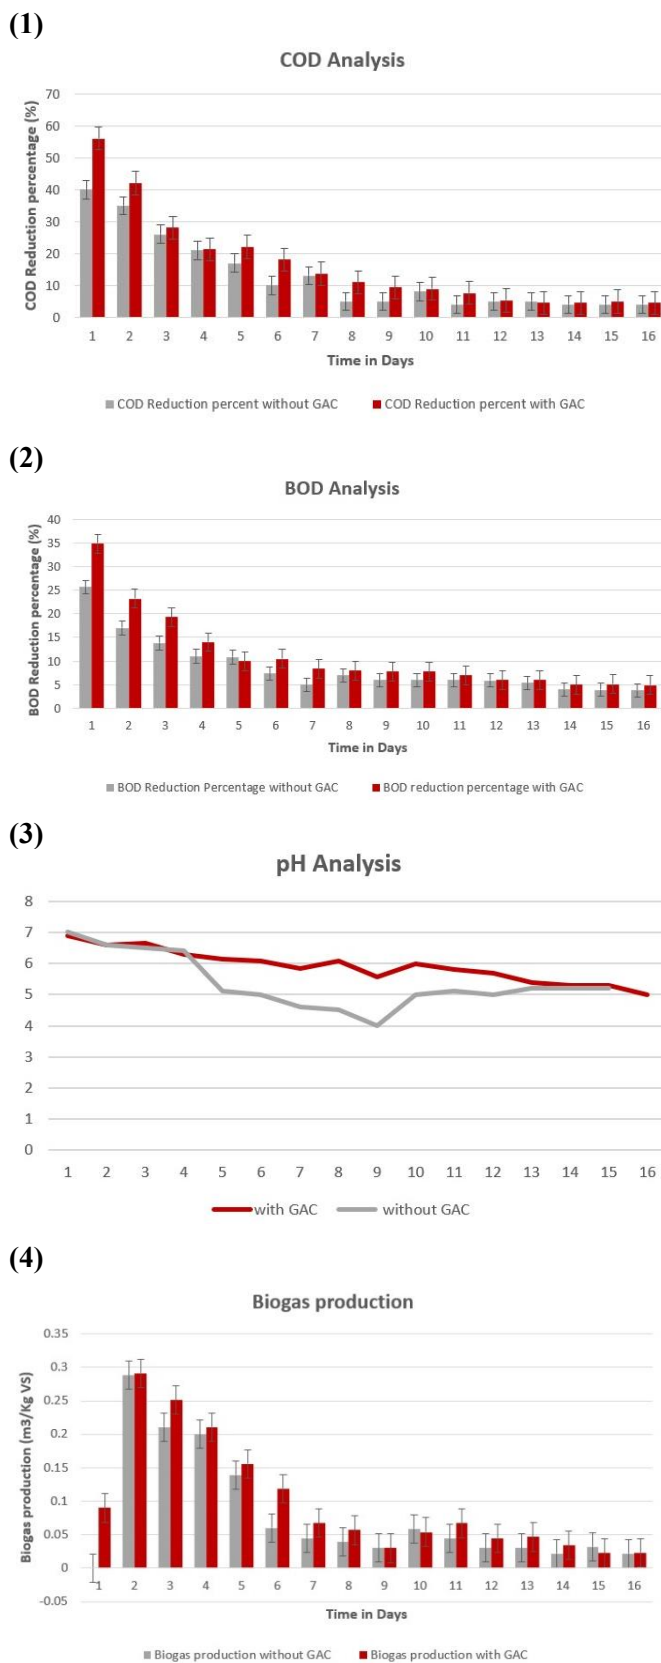 (1)
COD Analysis
COD Reduction percentage (%)
70
60
50
40
30
20
10
0
1 2 3 4 5 6 7 8 9 10 11 12 13 14 15 16
Time in Days
COD Reduction percent without GAC COD Reduction percent with GAC
(2)
BOD Analysis
BOD Reduction percentage (%)
40
35
30
25
20
15
10
5
0
1 2 3 4 5 6 7 8 9 10 11 12 13 14 15 16
Time in Days
BOD Reduction Percentage without GAC BOD reduction percentage with GAC
(3)
pH Analysis
8
7
6
5
4
3
2
1
0
1 2 3 4 5 6 7 8 9 10 11 12 13 14 15 16
with GAC without GAC
(4)
Biogas production
Biogas production (m3/Kg VS)
0.35
0.3
0.25
0.2
0.15
0.1
0.05
0
-0.05
1 2 3 4 5 6 7 8 9 10 11 12 13 14 15 16
Time in Days
Biogas production without GAC Biogas production with GAC